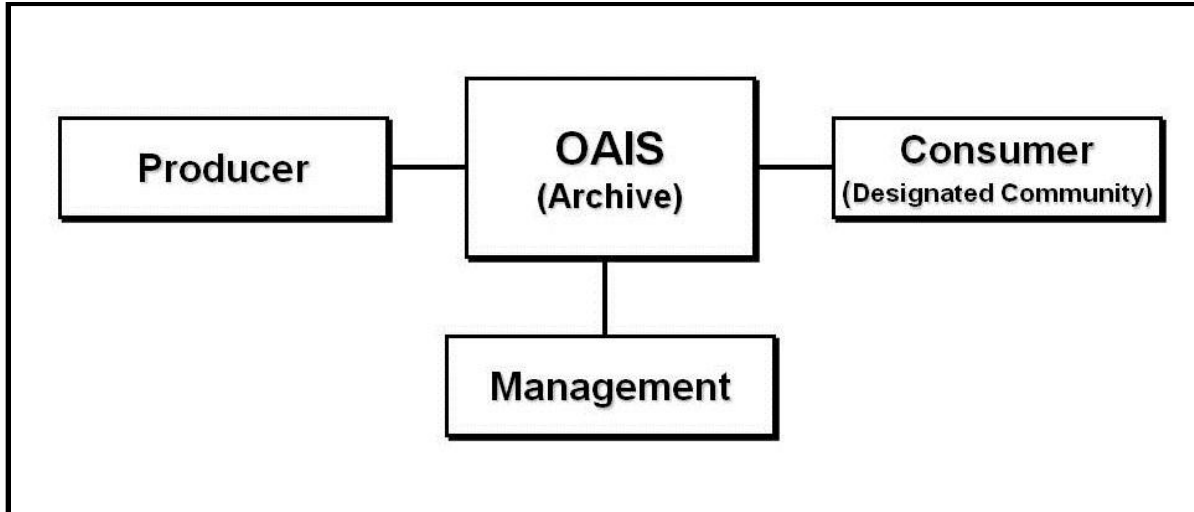 Producer
OAIS
(Archive)
Consumer
(Designated Community)
Management